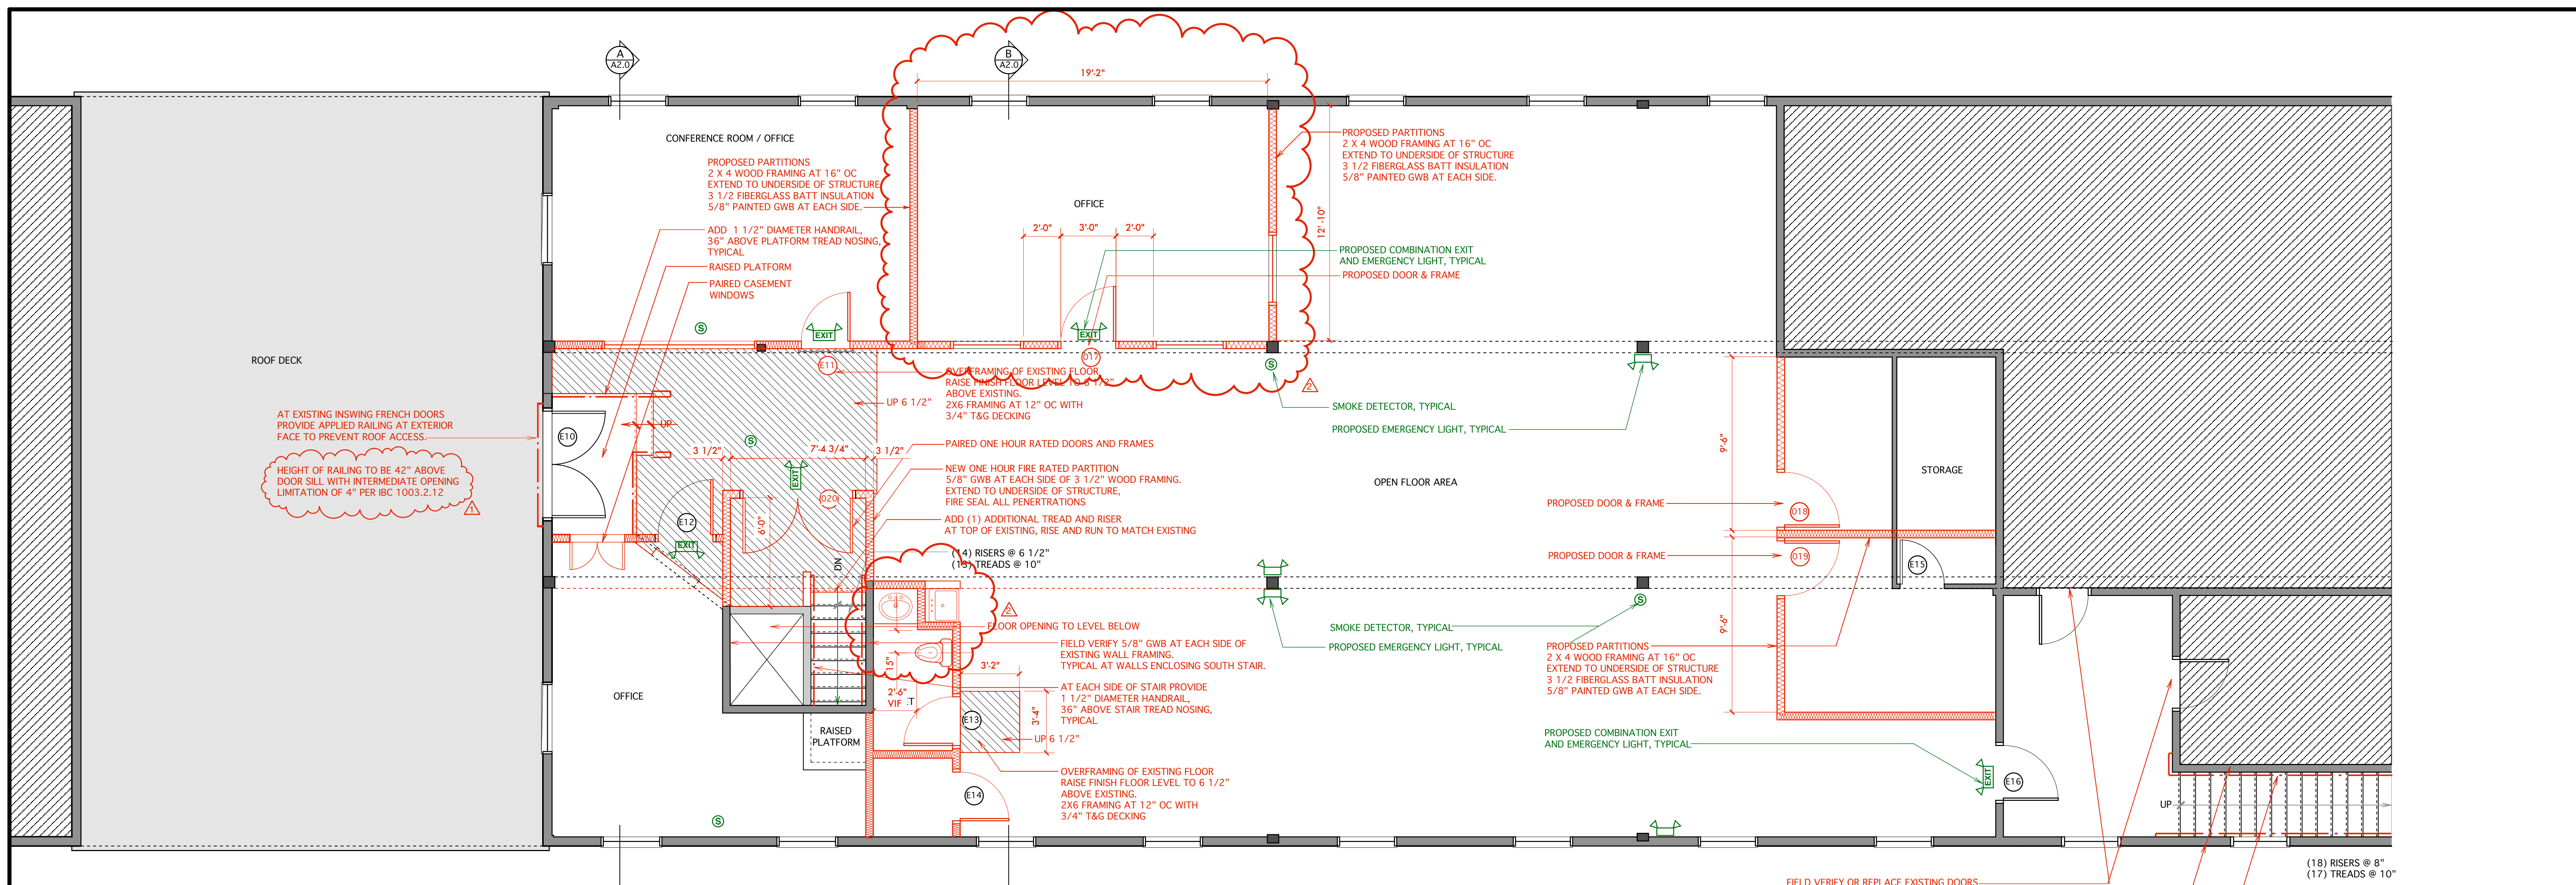 A
A2.0
B
A2.0
19'-2"
CONFERENCE ROOM / OFFICE
PROPOSED PARTITIONS
2 X 4 WOOD FRAMING AT 16" OC
EXTEND TO UNDERSIDE OF STRUCTURE
3 1/2 FIBERGLASS BATT INSULATION
5/8" PAINTED GWB AT EACH SIDE.
ADD 1 1/2" DIAMETER HANDRAIL,
36" ABOVE PLATFORM TREAD NOSING,
TYPICAL
RAISED PLATFORM
PAIRED CASEMENT
WINDOWS
OFFICE
2'-0"
3'-0"
2'-0"
12' -10"
PROPOSED PARTITIONS
2 X 4 WOOD FRAMING AT 16" OC
EXTEND TO UNDERSIDE OF STRUCTURE
3 1/2 FIBERGLASS BATT INSULATION
5/8" PAINTED GWB AT EACH SIDE.
PROPOSED COMBINATION EXIT
AND EMERGENCY LIGHT, TYPICAL
PROPOSED DOOR & FRAME
S
EXIT
EXIT
E11
017
S
2
ROOF DECK
OVERFRAMING OF EXISTING FLOOR
RAISE FINISH FLOOR LEVEL TO 6 1/2"
ABOVE EXISTING.
2X6 FRAMING AT 12" OC WITH
3/4" T&G DECKING
UP 6 1/2"
SMOKE DETECTOR, TYPICAL
PROPOSED EMERGENCY LIGHT, TYPICAL
AT EXISTING INSWING FRENCH DOORS
PROVIDE APPLIED RAILING AT EXTERIOR
FACE TO PREVENT ROOF ACCESS.
HEIGHT OF RAILING TO BE 42" ABOVE
DOOR SILL WITH INTERMEDIATE OPENING
LIMITATION OF 4" PER IBC 1003.2.12
1
E10
UP
S
3 1/2"
7'-4 3/4"
3 1/2"
PAIRED ONE HOUR RATED DOORS AND FRAMES
NEW ONE HOUR FIRE RATED PARTITION
5/8" GWB AT EACH SIDE OF 3 1/2" WOOD FRAMING.
EXTEND TO UNDERSIDE OF STRUCTURE,
FIRE SEAL ALL PENERTRATIONS
ADD (1) ADDITIONAL TREAD AND RISER
AT TOP OF EXISTING, RISE AND RUN TO MATCH EXISTING
EXIT
020
E12
EXIT
6'-0"
(14) RISERS @ 6 1/2"
(13) TREADS @ 10"
DN
OPEN FLOOR AREA
9'-6"
STORAGE
PROPOSED DOOR & FRAME
018
PROPOSED DOOR & FRAME
019
E15
2
FLOOR OPENING TO LEVEL BELOW
FIELD VERIFY 5/8" GWB AT EACH SIDE OF
EXISTING WALL FRAMING.
TYPICAL AT WALLS ENCLOSING SOUTH STAIR.
15"
3'-2"
AT EACH SIDE OF STAIR PROVIDE
1 1/2" DIAMETER HANDRAIL,
36" ABOVE STAIR TREAD NOSING,
TYPICAL
2'-6"
VIF
E13
3'-4"
UP 6 1/2"
SMOKE DETECTOR, TYPICAL
PROPOSED EMERGENCY LIGHT, TYPICAL
S
9'-6"
PROPOSED PARTITIONS
2 X 4 WOOD FRAMING AT 16" OC
EXTEND TO UNDERSIDE OF STRUCTURE
3 1/2 FIBERGLASS BATT INSULATION
5/8" PAINTED GWB AT EACH SIDE.
OFFICE
RAISED
PLATFORM
OVERFRAMING OF EXISTING FLOOR
RAISE FINISH FLOOR LEVEL TO 6 1/2"
ABOVE EXISTING.
2X6 FRAMING AT 12" OC WITH
3/4" T&G DECKING
E14
S
PROPOSED COMBINATION EXIT
AND EMERGENCY LIGHT, TYPICAL
EXIT
E16
UP
(18) RISERS @ 8"
(17) TREADS @ 10"
FIELD VERIFY OR REPLACE EXISTING DOORS